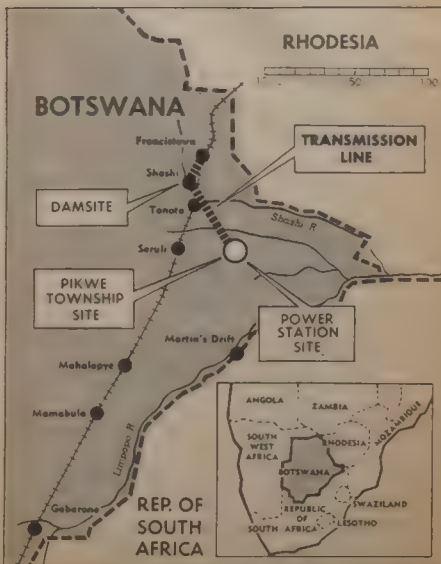 RHODESIA
50
100
BOTSWANA
Francistown
TRANSMISSION
LINE
Shashi
DAMSITE
Tonota
Shashi R
Seruli
PIKWE
TOWNSHIP
SITE
POWER
STATION
SITE
Martin's Drift
Mahalapye
Mamabula
Limpopo R
Gaberone
REP. OF
SOUTH
AFRICA
ANGOLA
ZAMBIA
MOZAMBIQUE
SOUTH
WEST
AFRICA
RHODESIA
BOTSWANA
REPUBLIC
OF
SOUTH AFRICA
SWAZILAND
LESOTHO